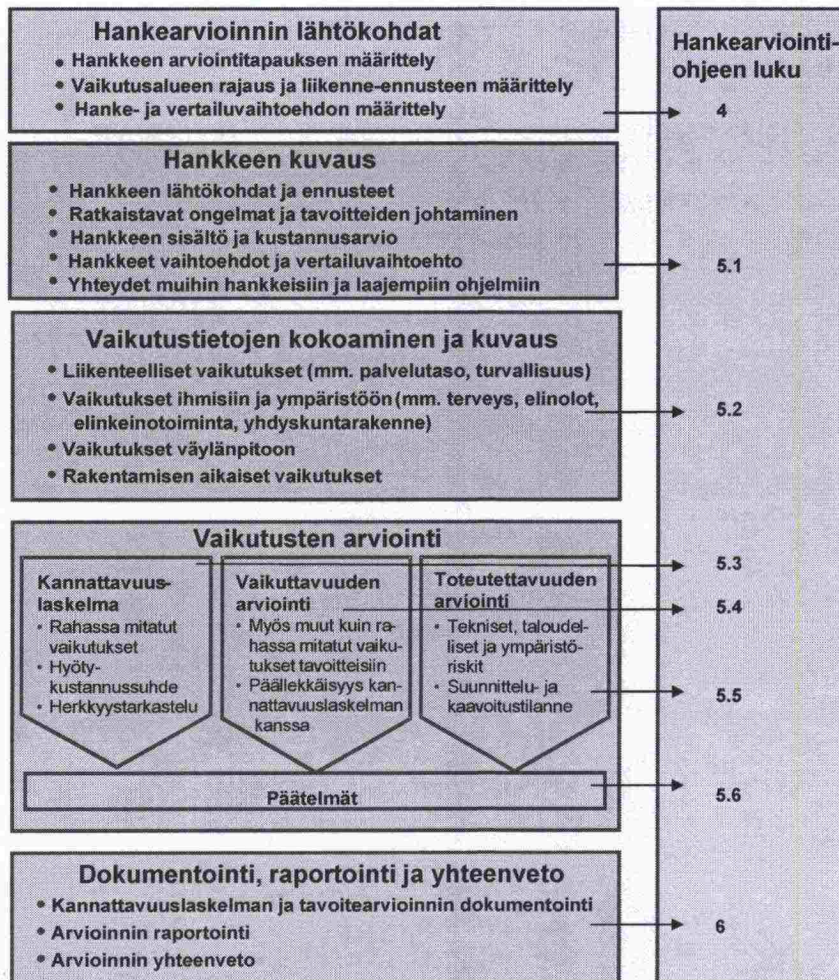 Hankearvioinnin lähtökohdat
• Hankkeen arviointitapauksen määrittely
• Vaikutusalueen rajaus ja liikenne-ennusteen määrittely
• Hanke- ja vertailuvaihtoehdon määrittely
Hankearviointi-
ohjeen luku
4
Hankkeen kuvaus
• Hankkeen lähtökohdat ja ennusteet
• Ratkaistavat ongelmat ja tavoitteiden johtaminen
• Hankkeen sisältö ja kustannusarvio
• Hankkeet vaihtoehdot ja vertailuvaihtoehto
• Yhteydet muihin hankkeisiin ja laajempiin ohjelmiin
5.1
Vaikutustietojen kokoaminen ja kuvaus
• Liikenteelliset vaikutukset (mm. palvelutaso, turvallisuus)
• Vaikutukset ihmisiin ja ympäristöön (mm. terveys, elinolot,
elinkeinotoiminta, yhdyskuntarakenne)
• Vaikutukset väylänpitoon
• Rakentamisen aikaiset vaikutukset
5.2
Vaikutusten arviointi
Kannattavuus-
laskelma
• Rahassa mitatut
vaikutukset
• Hyöty-
kustannussuhde
• Herkkyystarkastelu
5.3
Vaikuttavuuden
arviointi
• Myös muut kuin ra-
hassa mitatut vaiku-
tukset tavoitteisiin
• Päällekkäisyys kan-
nattavuuslaskelman
kanssa
5.4
Toteutettavuuden
arviointi
• Tekniset, taloudel-
liset ja ympäristö-
riskit
• Suunnittelu- ja
kaavoitustilanne
5.5
Päätelmät
5.6
Dokumentointi, raportointi ja yhteenveto
• Kannattavuuslaskelman ja tavoitearvioinnin dokumentointi
• Arvioinnin raportointi
• Arvioinnin yhteenveto
6